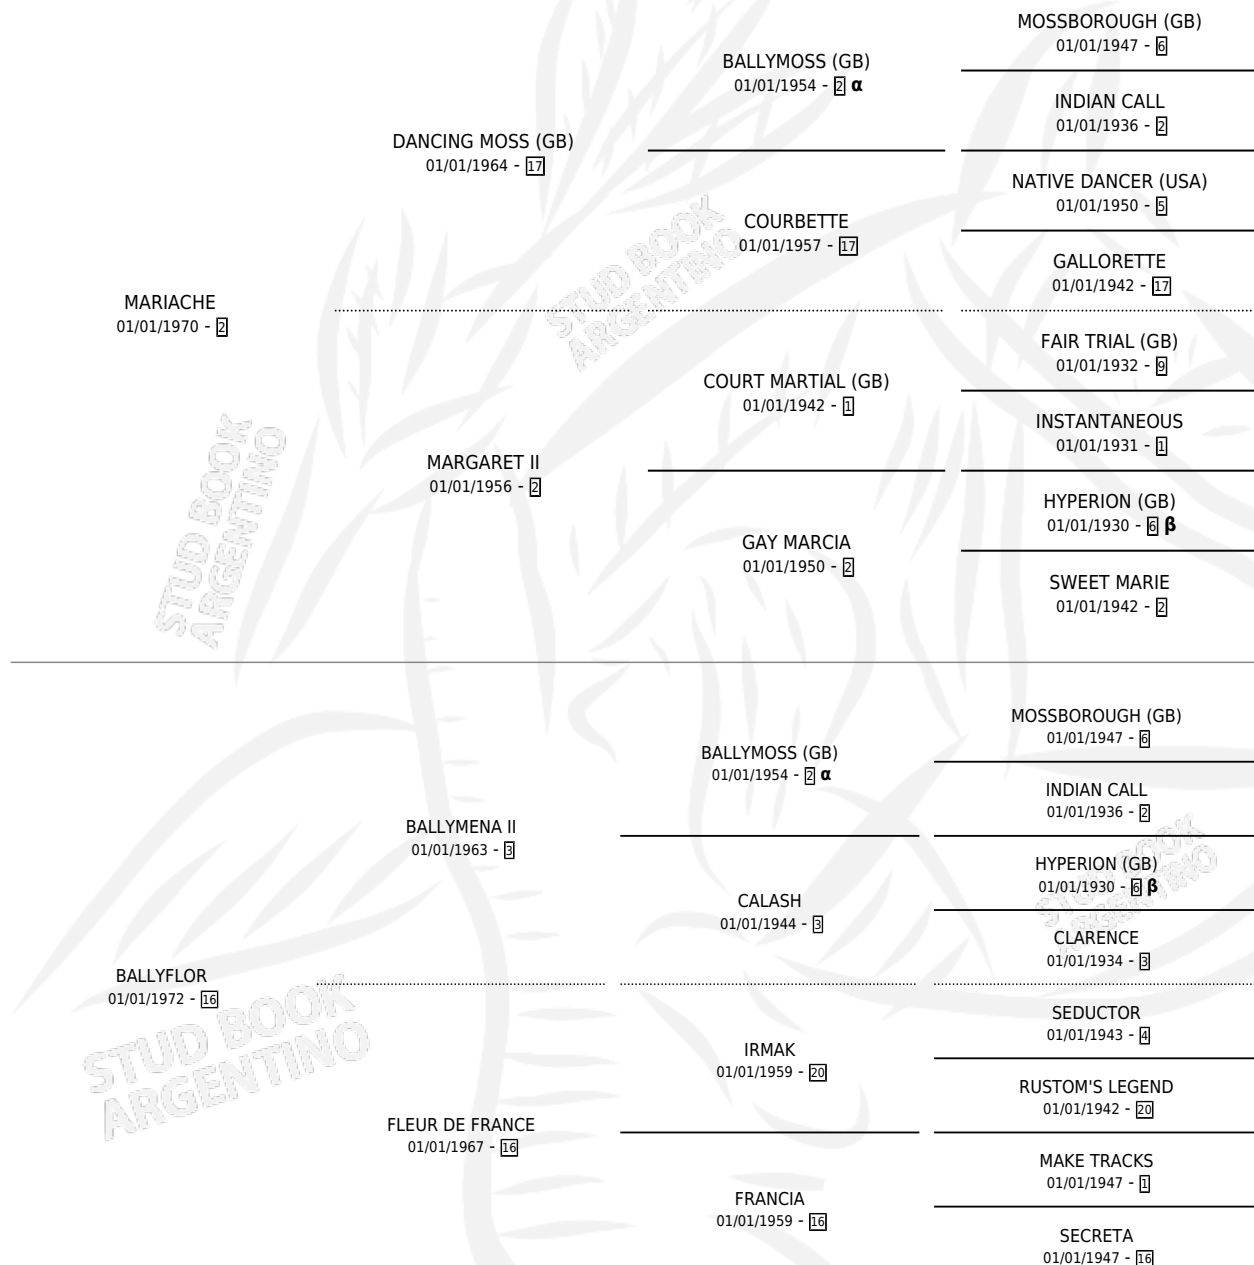 MOSSBOROUGH (GB)
01/01/1947 - 6
BALLYMOSS (GB)
01/01/1954 - 2 α
INDIAN CALL
01/01/1936 - 2
DANCING MOSS (GB)
01/01/1964 - 17
NATIVE DANCER (USA)
01/01/1950 - 5
COURBETTE
01/01/1957 - 17
GALLORETTE
01/01/1942 - 17
MARIACHE
01/01/1970 - 2
FAIR TRIAL (GB)
01/01/1932 - 9
COURT MARTIAL (GB)
01/01/1942 - 1
INSTANTANEOUS
01/01/1931 - 1
MARGARET II
01/01/1956 - 2
HYPERION (GB)
01/01/1930 - 6 β
GAY MARCIA
01/01/1950 - 2
SWEET MARIE
01/01/1942 - 2
MOSSBOROUGH (GB)
01/01/1947 - 6
BALLYMOSS (GB)
01/01/1954 - 2 α
INDIAN CALL
01/01/1936 - 2
BALLYMENA II
01/01/1963 - 3
HYPERION (GB)
01/01/1930 - 6 β
CALASH
01/01/1944 - 3
CLARENCE
01/01/1934 - 3
BALLYFLOR
01/01/1972 - 16
SEDUCTOR
01/01/1943 - 4
IRMAK
01/01/1959 - 20
RUSTOM'S LEGEND
01/01/1942 - 20
FLEUR DE FRANCE
01/01/1967 - 16
MAKE TRACKS
01/01/1947 - 1
FRANCIA
01/01/1959 - 16
SECRETA
01/01/1947 - 16
STUD BOOK
ARGENTINO
STUD BOOK
ARGENTINO
STUD BOOK
ARGENTINO
STUD BOOK
ARGENTINO